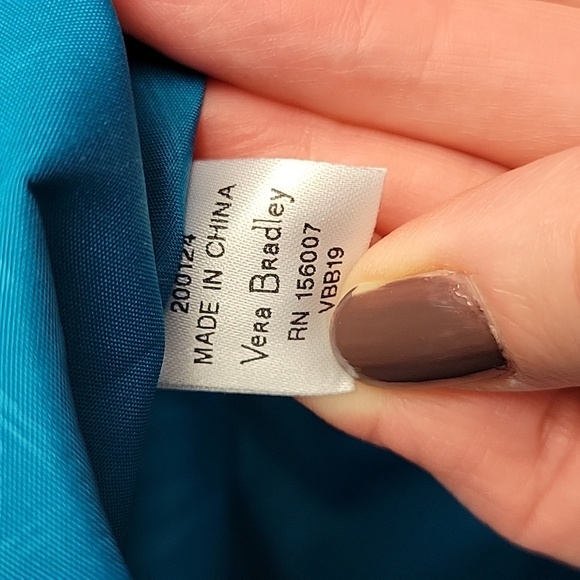 200124
MADE IN CHINA
Vera Bradley
RN 156007
VBB19